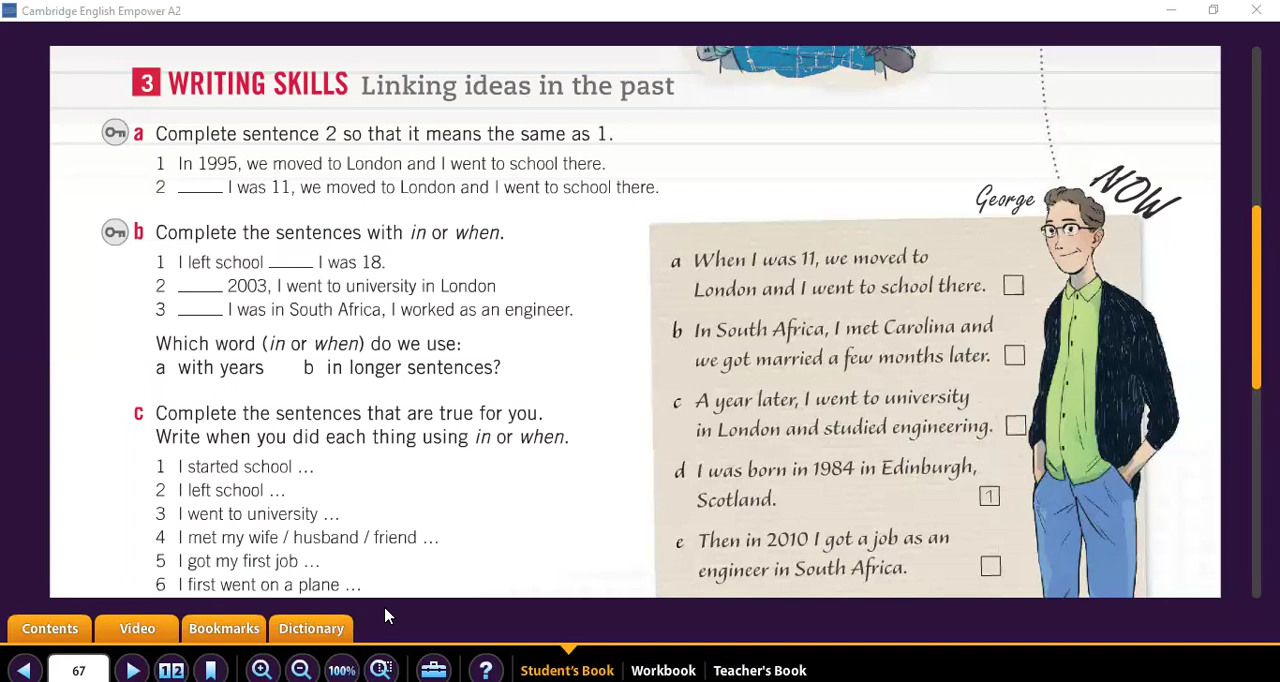 Cambridge English Empower A2
3 WRITING SKILLS Linking ideas in the past
a Complete sentence 2 so that it means the same as 1.
1 In 1995, we moved to London and I went to school there.
2 _____ I was 11, we moved to London and I went to school there.
b Complete the sentences with in or when.
1 I left school _____ I was 18.
2 _____ 2003, I went to university in London
3 _____ I was in South Africa, I worked as an engineer.
Which word (in or when) do we use:
a with years b in longer sentences?
c Complete the sentences that are true for you.
Write when you did each thing using in or when.
1 I started school …
2 I left school …
3 I went to university …
4 I met my wife / husband / friend …
5 I got my first job …
6 I first went on a plane …
George
NOW
a When I was 11, we moved to
London and I went to school there.
b In South Africa, I met Carolina and
we got married a few months later.
c A year later, I went to university
in London and studied engineering.
d I was born in 1984 in Edinburgh,
Scotland. 1
e Then in 2010 I got a job as an
engineer in South Africa.
Contents Video Bookmarks Dictionary
67 1 2 100% ? Student's Book Workbook Teacher's Book